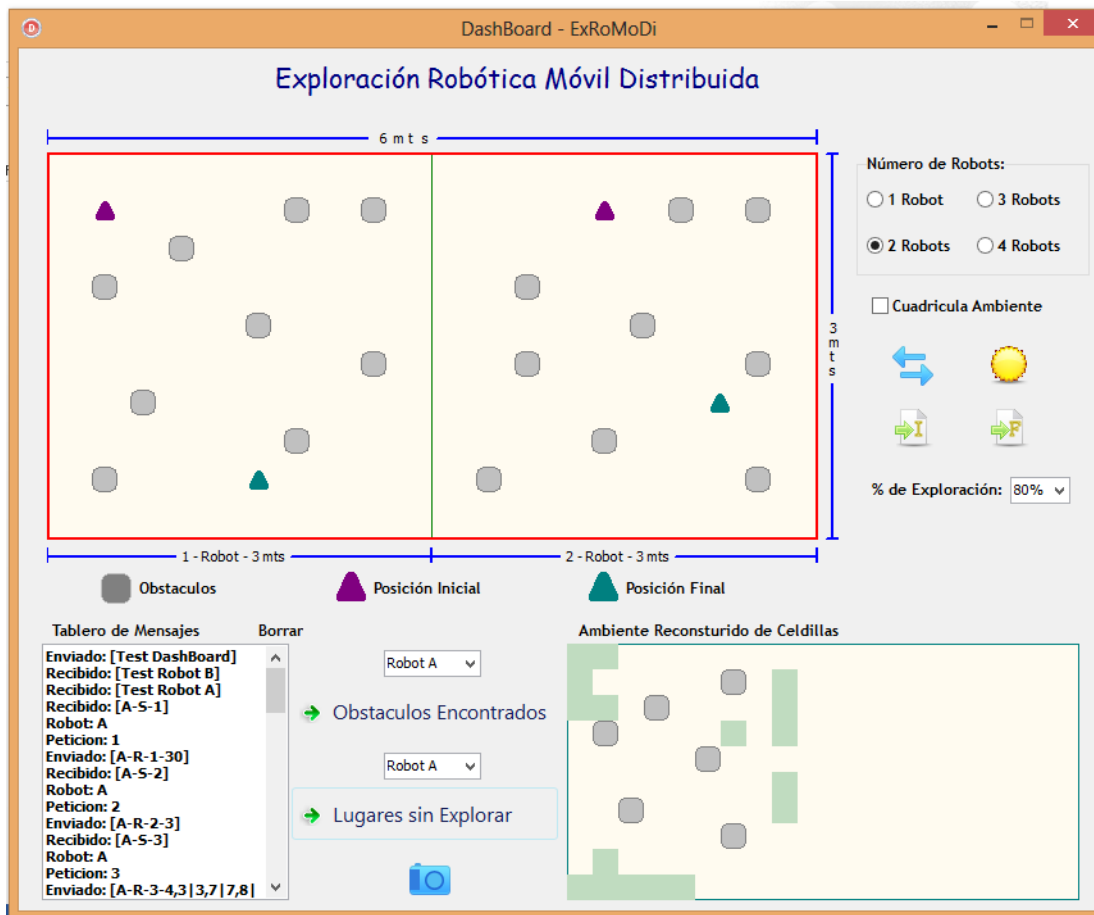 DashBoard - ExRoMoDi
Exploración Robótica Móvil Distribuida
6 m t s
3 m t s
1 - Robot - 3 mts
2 - Robot - 3 mts
Número de Robots:
1 Robot
3 Robots
2 Robots
4 Robots
Cuadricula Ambiente
I
F
% de Exploración:
80%
Obstaculos
Posición Inicial
Posición Final
Tablero de Mensajes
Borrar
Enviado: [Test DashBoard]
Recibido: [Test Robot B]
Recibido: [Test Robot A]
Recibido: [A-S-1]
Robot: A
Peticion: 1
Enviado: [A-R-1-30]
Recibido: [A-S-2]
Robot: A
Peticion: 2
Enviado: [A-R-2-3]
Recibido: [A-S-3]
Robot: A
Peticion: 3
Enviado: [A-R-3-4,3|3,7|7,8|
Robot A
Obstaculos Encontrados
Robot A
Lugares sin Explorar
Ambiente Reconsturido de Celdillas